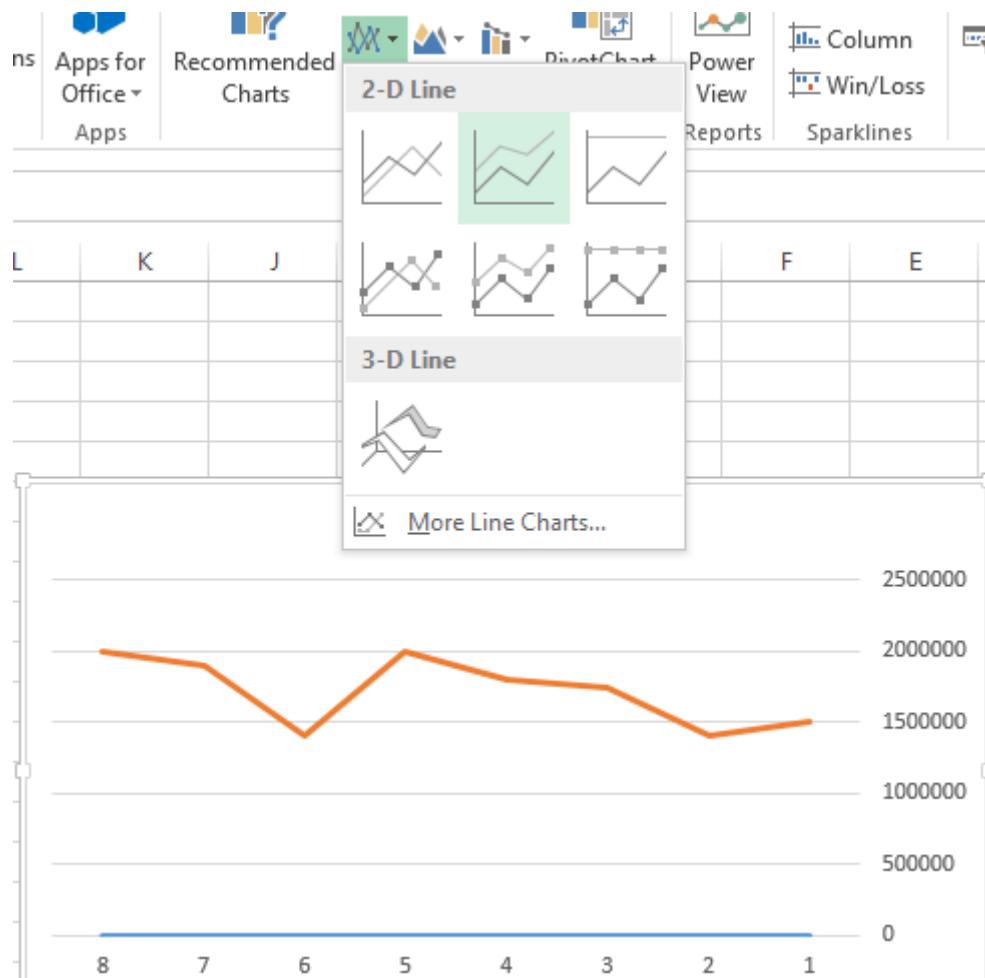 ns
Apps for
Office
Apps
Recommended
Charts
PivotChart
Power
View
Reports
Column
Win/Loss
Sparklines
2-D Line
3-D Line
More Line Charts...
L K J F E
2500000
2000000
1500000
1000000
500000
0
8 7 6 5 4 3 2 1